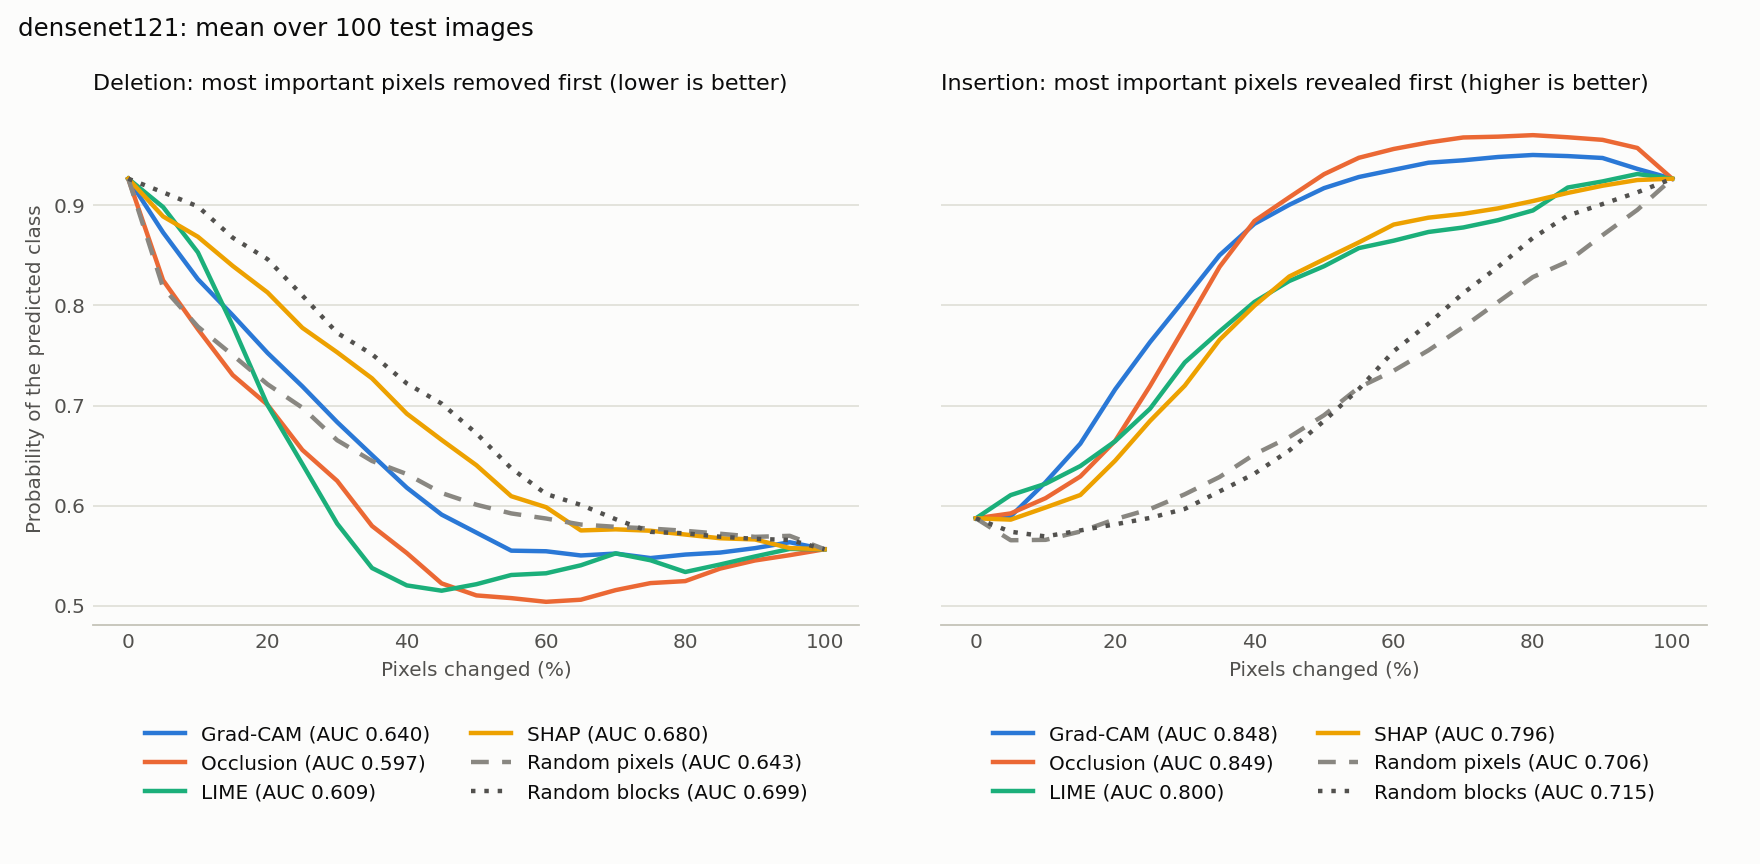 densenet121: mean over 100 test images
Deletion: most important pixels removed first (lower is better)
Insertion: most important pixels revealed first (higher is better)
Probability of the predicted class
0.9
0.8
0.7
0.6
0.5
0 20 40 60 80 100
Pixels changed (%)
0 20 40 60 80 100
Pixels changed (%)
Grad-CAM (AUC 0.640)
Occlusion (AUC 0.597)
LIME (AUC 0.609)
SHAP (AUC 0.680)
Random pixels (AUC 0.643)
Random blocks (AUC 0.699)
Grad-CAM (AUC 0.848)
Occlusion (AUC 0.849)
LIME (AUC 0.800)
SHAP (AUC 0.796)
Random pixels (AUC 0.706)
Random blocks (AUC 0.715)